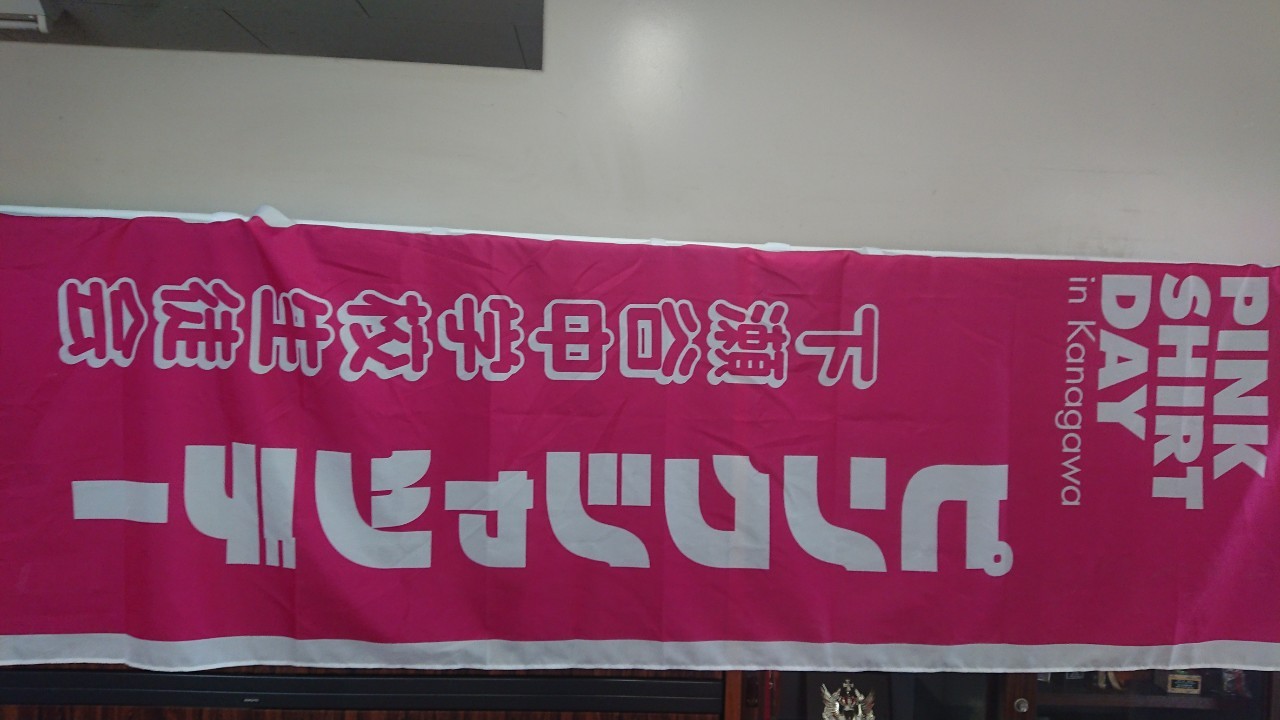 PINK
SHIRT
DAY
in Kanagawa
ピンクシャツデー
下瀬谷中学校生徒会